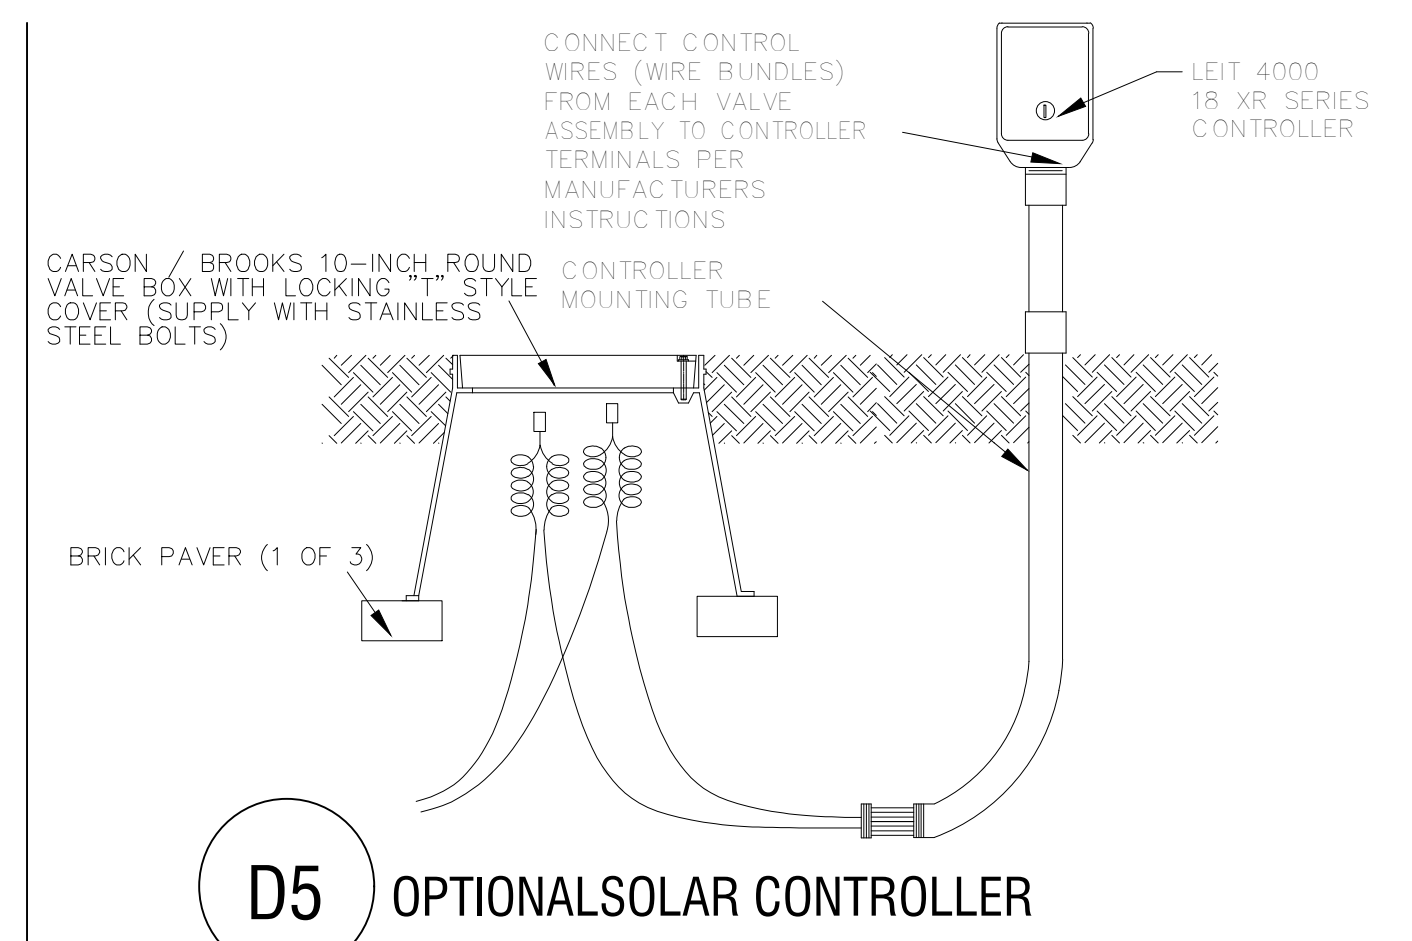 CONNECT CONTROL
WIRES (WIRE BUNDLES)
FROM EACH VALVE
ASSEMBLY TO CONTROLLER
TERMINALS PER
MANUFACTURERS
INSTRUCTIONS
LEIT 4000
18 XR SERIES
CONTROLLER
CARSON / BROOKS 10-INCH ROUND
VALVE BOX WITH LOCKING "T" STYLE
COVER (SUPPLY WITH STAINLESS
STEEL BOLTS)
CONTROLLER
MOUNTING TUBE
BRICK PAVER (1 OF 3)
D5
OPTIONALSOLAR CONTROLLER